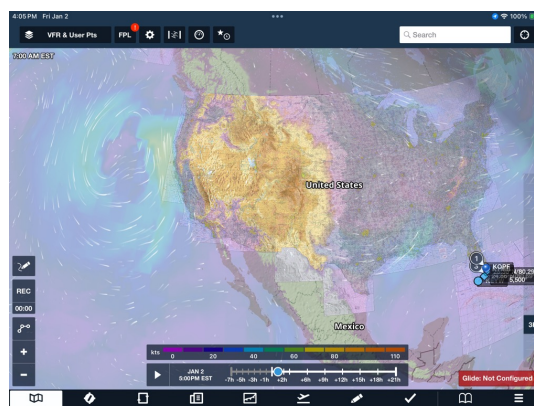 4:05 PM Fri Jan 2
100%
VFR & User Pts
FPL
Search
7:00 AM EST
United States
KOPF
5,500'
REC
00:00
Mexico
kts
0 20 40 60 80 110
JAN 2
5:00PM EST
-7h -5h -3h -1h +2h +6h +9h +12h +15h +18h +21h
Glide: Not Configured